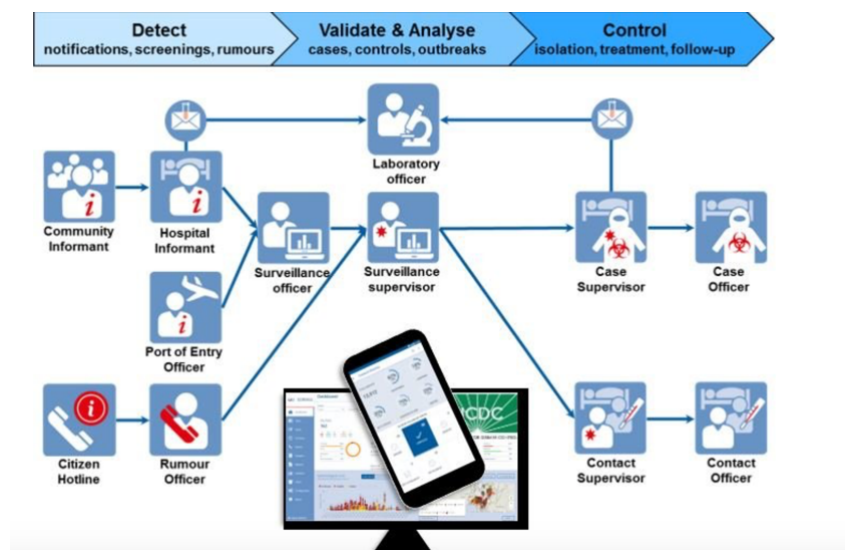 Detect
notifications, screenings, rumours
Validate & Analyse
cases, controls, outbreaks
Control
isolation, treatment, follow-up
Laboratory
officer
Community
Informant
Hospital
Informant
Surveillance
officer
Surveillance
supervisor
Case
Supervisor
Case
Officer
Port of Entry
Officer
Citizen
Hotline
Rumour
Officer
Contact
Supervisor
Contact
Officer
CDC